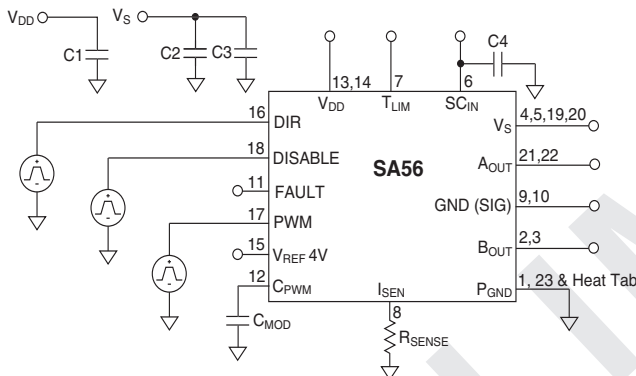 VDD
C1
VS
C2
C3
C4
13,14
7
6
VDD
TLIM
SCIN
16
DIR
18
DISABLE
11
FAULT
17
PWM
15
VREF 4V
12
CPWM
CMOD
SA56
4,5,19,20
VS
21,22
AOUT
9,10
GND (SIG)
2,3
BOUT
1, 23 & Heat Tab
PGND
ISEN
8
RSENSE